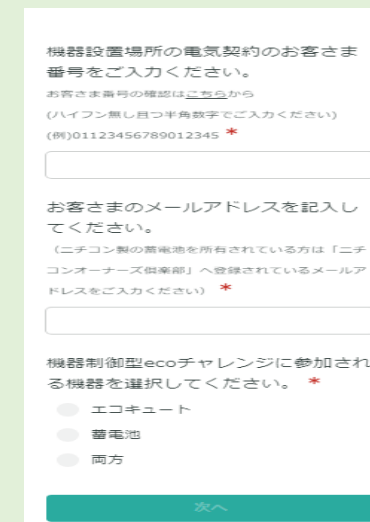 機器設置場所の電気契約のお客さま
番号をご入力ください。
お客さま番号の確認はこちらから
(ハイフン無し且つ半角数字でご入力ください)
(例)01123456789012345 *
お客さまのメールアドレスを記入し
てください。
(ニチコン製の蓄電池を所有されている方は「ニチ
コンオーナーズ倶楽部」へ登録されているメールア
ドレスをご入力ください) *
機器制御型ecoチャレンジに参加され
る機器を選択してください。 *
エコキュート
蓄電池
両方
次へ